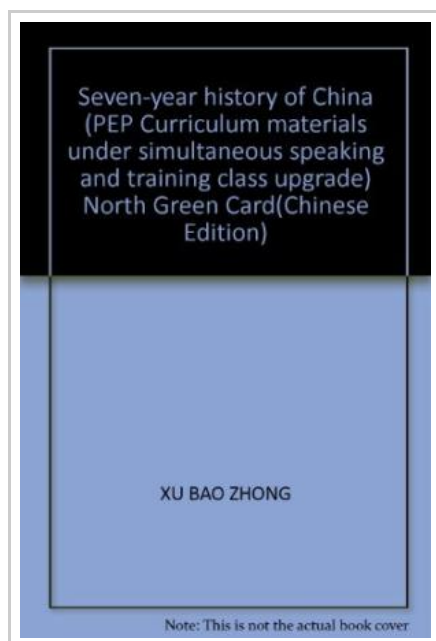 Seven-year history of China
(PEP Curriculum materials
under simultaneous speaking
and training class upgrade)
North Green Card(Chinese
Edition)
XU BAO ZHONG
Note: This is not the actual book cover